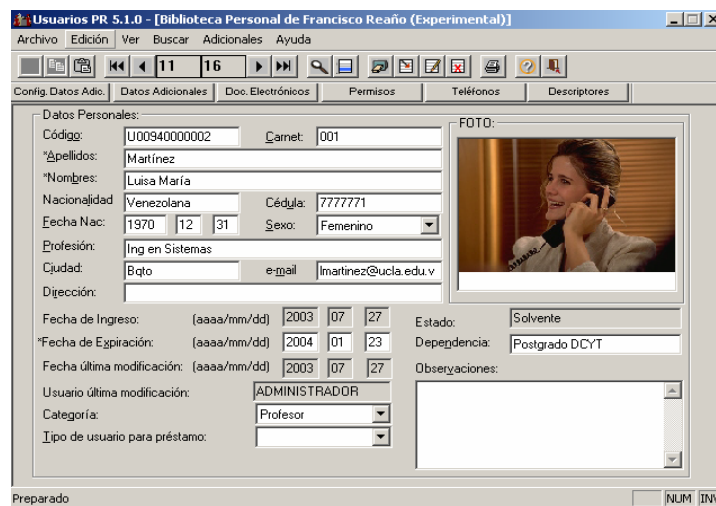 Usuarios PR 5.1.0 - [Biblioteca Personal de Francisco Reaño (Experimental)]
Archivo Edición Ver Buscar Adicionales Ayuda
11 16
Config. Datos Adic. Datos Adicionales Doc. Electrónicos Permisos Teléfonos Descriptores
Datos Personales: FOTO:
Código: U00940000002 Carnet: 001
*Apellidos: Martínez
*Nombres: Luisa María
Nacionalidad Venezolana Cédula: 7777771
Fecha Nac: 1970 12 31 Sexo: Femenino
Profesión: Ing en Sistemas
Ciudad: Bqto e-mail lmartinez@ucla.edu.v
Dirección:
Fecha de Ingreso: (aaaa/mm/dd) 2003 07 27 Estado: Solvente
*Fecha de Expiración: (aaaa/mm/dd) 2004 01 23 Dependencia: Postgrado DCYT
Fecha última modificación: (aaaa/mm/dd) 2003 07 27 Observaciones:
Usuario última modificación: ADMINISTRADOR
Categoría: Profesor
Tipo de usuario para préstamo:
Preparado NUM INV